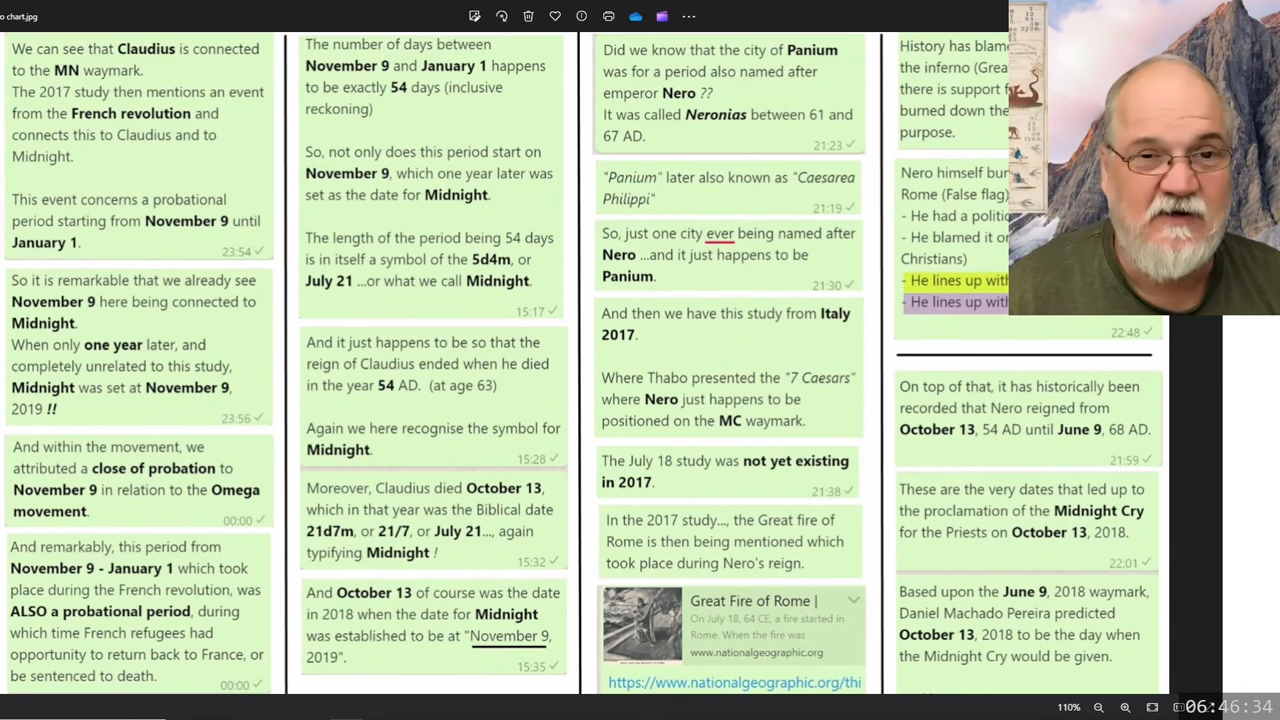 o chart.jpg
We can see that Claudius is connected
to the MN waymark.
The 2017 study then mentions an event
from the French revolution and
connects this to Claudius and to
Midnight.
This event concerns a probational
period starting from November 9 until
January 1.
23:54
So it is remarkable that we already see
November 9 here being connected to
Midnight.
When only one year later, and
completely unrelated to this study,
Midnight was set at November 9,
2019 !!
23:56
And within the movement, we
attributed a close of probation to
November 9 in relation to the Omega
movement.
00:00
And remarkably, this period from
November 9 - January 1 which took
place during the French revolution, was
ALSO a probational period, during
which time French refugees had
opportunity to return back to France, or
be sentenced to death.
00:00
The number of days between
November 9 and January 1 happens
to be exactly 54 days (inclusive
reckoning)
So, not only does this period start on
November 9, which one year later was
set as the date for Midnight.
The length of the period being 54 days
is in itself a symbol of the 5d4m, or
July 21 ...or what we call Midnight.
15:17
And it just happens to be so that the
reign of Claudius ended when he died
in the year 54 AD. (at age 63)
Again we here recognise the symbol for
Midnight.
15:28
Moreover, Claudius died October 13,
which in that year was the Biblical date
21d7m, or 21/7, or July 21..., again
typifying Midnight !
15:32
And October 13 of course was the date
in 2018 when the date for Midnight
was established to be at "November 9,
2019".
15:35
Did we know that the city of Panium
was for a period also named after
emperor Nero ??
It was called Neronias between 61 and
67 AD.
21:23
"Panium" later also known as "Caesarea
Philippi"
21:19
So, just one city ever being named after
Nero ...and it just happens to be
Panium.
21:30
And then we have this study from Italy
2017.
Where Thabo presented the "7 Caesars"
where Nero just happens to be
positioned on the MC waymark.
The July 18 study was not yet existing
in 2017.
21:38
In the 2017 study..., the Great fire of
Rome is then being mentioned which
took place during Nero's reign.
Great Fire of Rome |
On July 18, 64 CE, a fire started in
Rome. When the fire was
www.nationalgeographic.org
https://www.nationalgeographic.org/thi
History has blam
the inferno (Grea
there is support f
burned down the
purpose.
Nero himself bur
Rome (False flag)
- He had a politic
- He blamed it o
Christians)
- He lines up with
- He lines up with
22:48
On top of that, it has historically been
recorded that Nero reigned from
October 13, 54 AD until June 9, 68 AD.
21:59
These are the very dates that led up to
the proclamation of the Midnight Cry
for the Priests on October 13, 2018.
22:01
Based upon the June 9, 2018 waymark,
Daniel Machado Pereira predicted
October 13, 2018 to be the day when
the Midnight Cry would be given.
110%
06:46:34